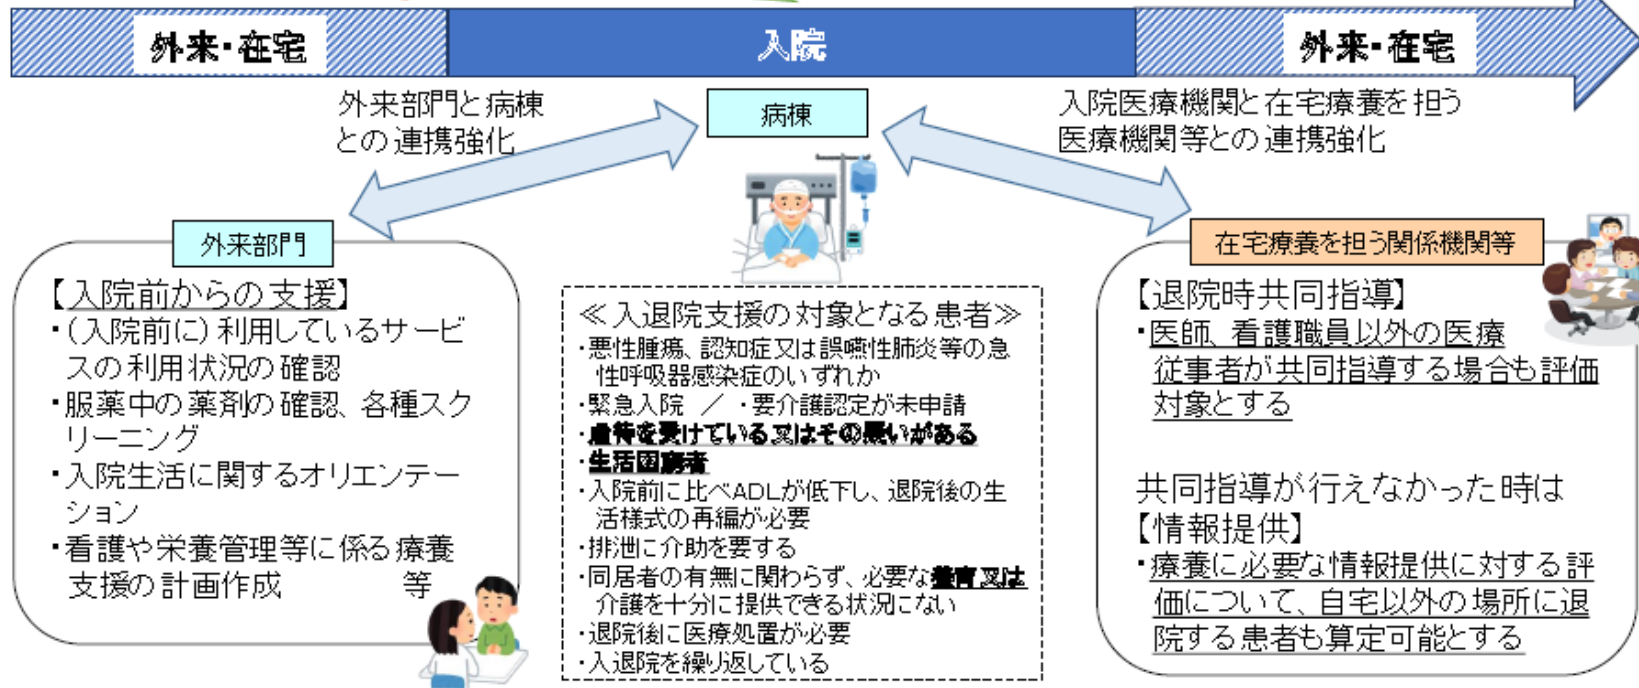 外来・在宅
入院
外来・在宅
外来部門と病棟
との連携強化
病棟
入院医療機関と在宅療養を担う
医療機関等との連携強化
外来部門
【入院前からの支援】
・(入院前に)利用しているサービ
スの利用状況の確認
・服薬中の薬剤の確認、各種スク
リーニング
・入院生活に関するオリエンテー
ション
・看護や栄養管理等に係る療養
支援の計画作成　　　等
≪入退院支援の対象となる患者≫
・悪性腫瘍、認知症又は誤嚥性肺炎等の急
性呼吸器感染症のいずれか
・緊急入院 ／ ・要介護認定が未申請
・虐待を受けている又はその疑いがある
・生活困窮者
・入院前に比べADLが低下し、退院後の生
活様式の再編が必要
・排泄に介助を要する
・同居者の有無に関わらず、必要な養育又は
介護を十分に提供できる状況にない
・退院後に医療処置が必要
・入退院を繰り返している
在宅療養を担う関係機関等
【退院時共同指導】
・医師、看護職員以外の医療
従事者が共同指導する場合も評価
対象とする
共同指導が行えなかった時は
【情報提供】
・療養に必要な情報提供に対する評
価について、自宅以外の場所に退
院する患者も算定可能とする